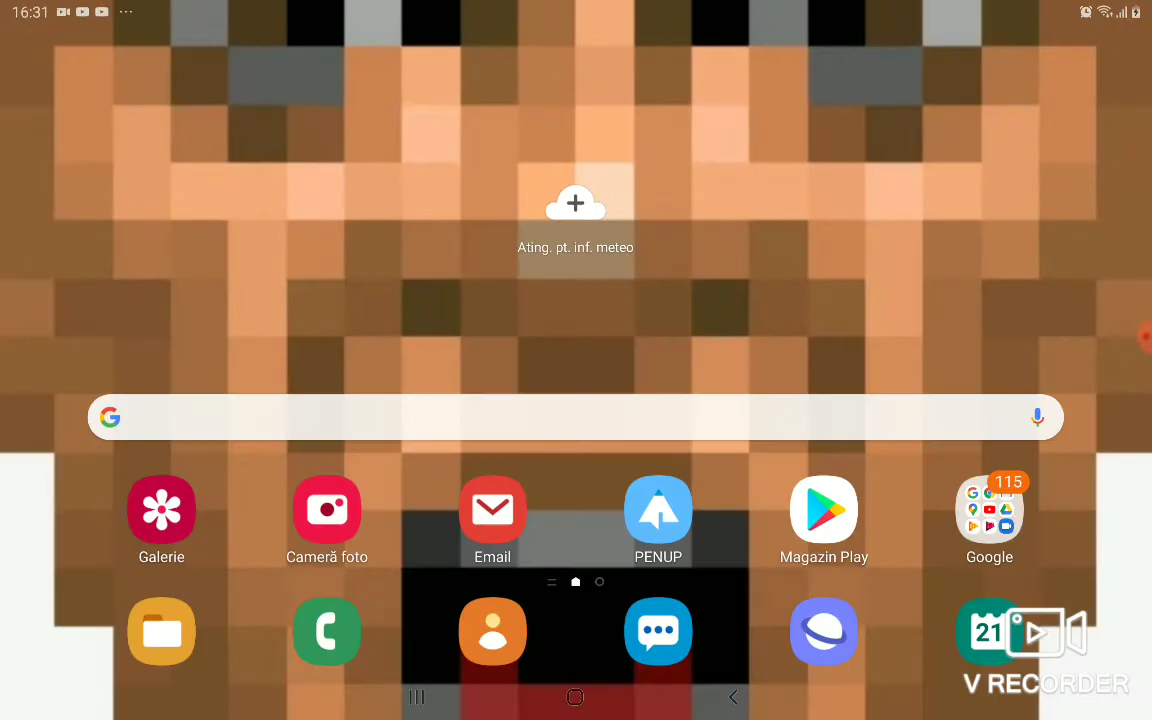 16:31
Ating. pt. inf. meteo
115
Galerie
Cameră foto
Email
PENUP
Magazin Play
Google
21
V RECORDER